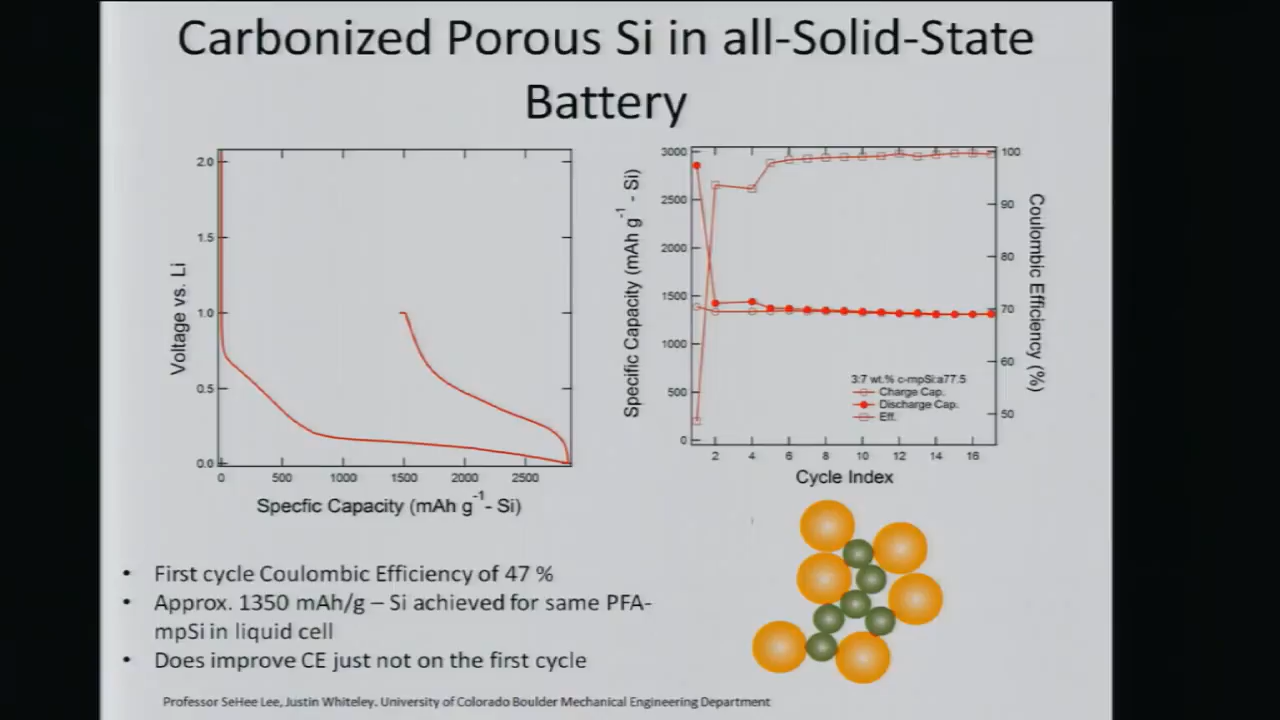 Carbonized Porous Si in all-Solid-State
Battery
2.0
1.5
1.0
0.5
0.0
Voltage vs. Li
0 500 1000 1500 2000 2500
Specfic Capacity (mAh g-1- Si)
3000
2500
2000
1500
1000
500
0
Specific Capacity (mAh g-1 - Si)
100
90
80
70
60
50
Coulombic Efficiency (%)
3:7 wt.% c-mpSi:a77.5
Charge Cap.
Discharge Cap.
Eff.
2 4 6 8 10 12 14 16
Cycle Index
• First cycle Coulombic Efficiency of 47 %
• Approx. 1350 mAh/g – Si achieved for same PFA-
mpSi in liquid cell
• Does improve CE just not on the first cycle
Professor SeHee Lee, Justin Whiteley. University of Colorado Boulder Mechanical Engineering Department